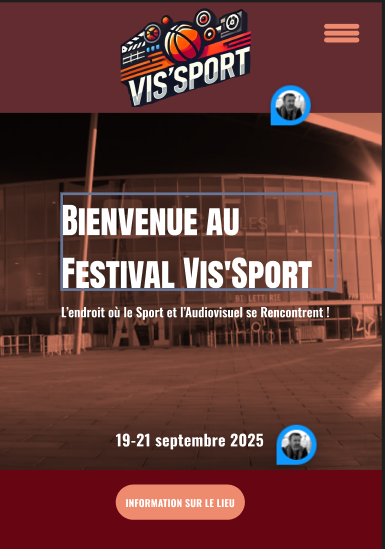 VIS'SPORT
Bienvenue au
Festival Vis'Sport
L'endroit où le Sport et l'Audiovisuel se Rencontrent !
19-21 septembre 2025
INFORMATION SUR LE LIEU